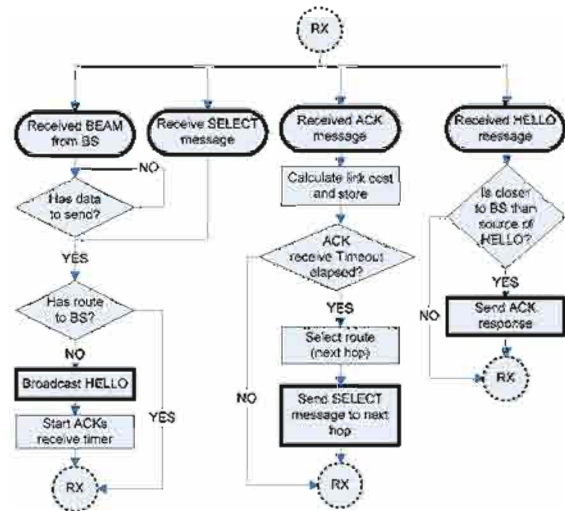 RX
Received BEAM
from BS
Receive SELECT
message
Received ACK
message
Received HELLO
message
NO
Has data
to send?
YES
Has route
to BS?
NO
YES
Broadcast HELLO
Start ACKs
receive timer
RX
Calculate link cost
and store
ACK
receive Timeout
elapsed?
YES
NO
Select route
(next hop)
Send SELECT
message to next
hop
RX
Is closer
to BS than
source of
HELLO?
YES
NO
Send ACK
response
RX